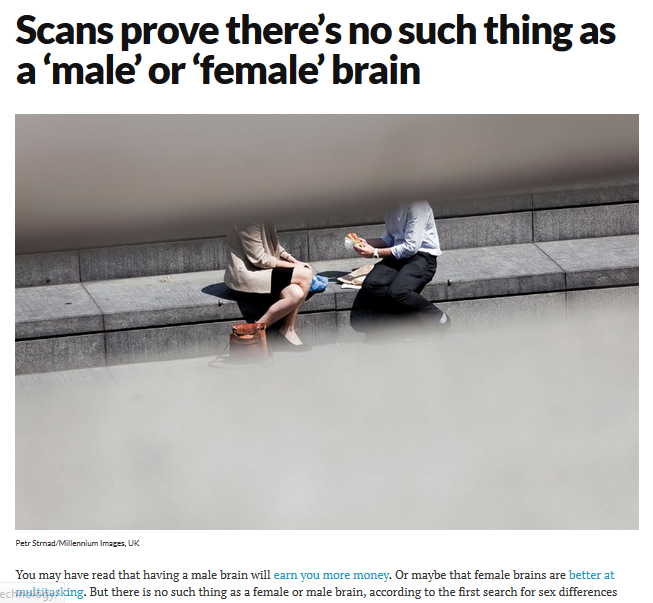 Scans prove there’s no such thing as
a ‘male’ or ‘female’ brain
Petr Strnad/Millennium Images, UK
You may have read that having a male brain will earn you more money. Or maybe that female brains are better at
multitasking. But there is no such thing as a female or male brain, according to the first search for sex differences
echnology/